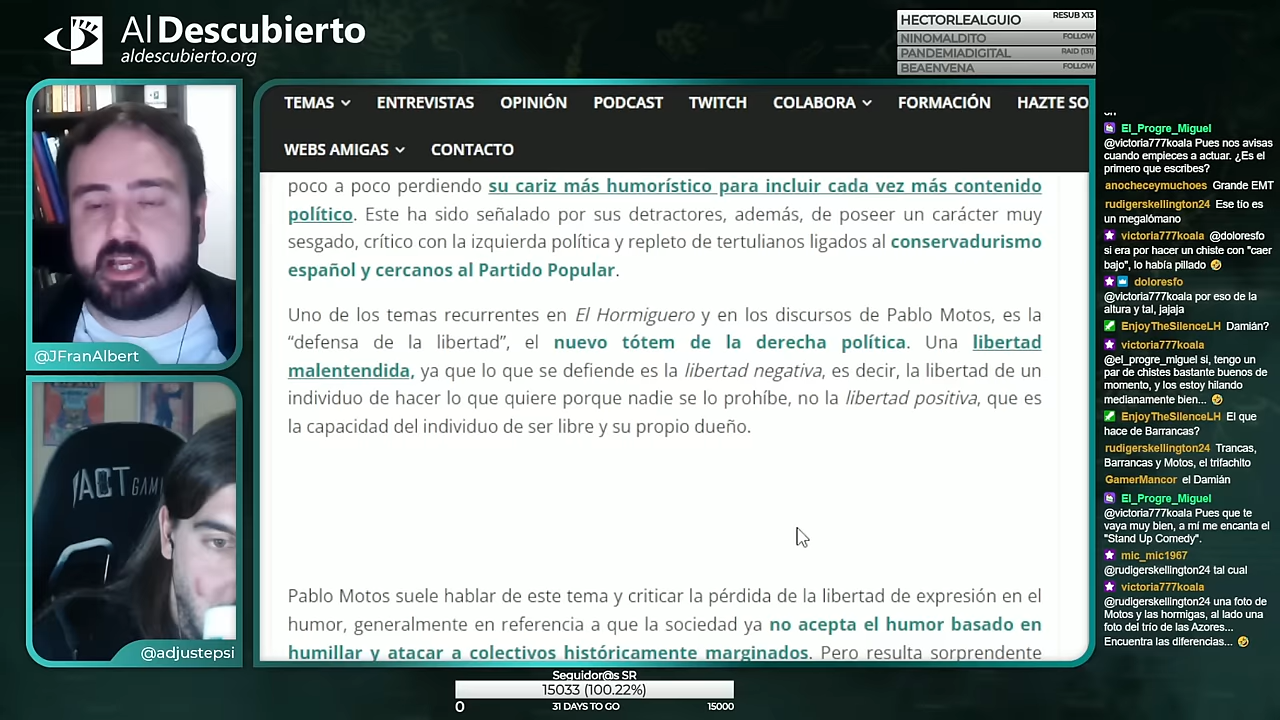 Al Descubierto
aldescubierto.org
HECTORLEALGUIO RESUB X13
NINOMALDITO FOLLOW
PANDEMIADIGITAL RAID (131)
BEAENVENA FOLLOW
TEMAS ENTREVISTAS OPINIÓN PODCAST TWITCH COLABORA FORMACIÓN HAZTE SO
WEBS AMIGAS CONTACTO
poco a poco perdiendo su cariz más humorístico para incluir cada vez más contenido
político. Este ha sido señalado por sus detractores, además, de poseer un carácter muy
sesgado, crítico con la izquierda política y repleto de tertulianos ligados al conservadurismo
español y cercanos al Partido Popular.
Uno de los temas recurrentes en El Hormiguero y en los discursos de Pablo Motos, es la
“defensa de la libertad”, el nuevo tótem de la derecha política. Una libertad
malentendida, ya que lo que se defiende es la libertad negativa, es decir, la libertad de un
individuo de hacer lo que quiere porque nadie se lo prohíbe, no la libertad positiva, que es
la capacidad del individuo de ser libre y su propio dueño.
Pablo Motos suele hablar de este tema y criticar la pérdida de la libertad de expresión en el
humor, generalmente en referencia a que la sociedad ya no acepta el humor basado en
humillar y atacar a colectivos históricamente marginados. Pero resulta sorprendente
@JFranAlbert
ACT GAM
@adjustepsi
El_Progre_Miguel
@victoria777koala Pues nos avisas
cuando empieces a actuar. ¿Es el
primero que escribes?
anocheceymuchoes Grande EMT
rudigerskellington24 Ese tío es
un megalómano
victoria777koala @doloresfo
si era por hacer un chiste con "caer
bajo", lo había pillado 🤣
doloresfo
@victoria777koala por eso de la
altura y tal, jajaja
EnjoyTheSilenceLH Damián?
victoria777koala
@el_progre_miguel si, tengo un
par de chistes bastante buenos de
momento, y los estoy hilando
medianamente bien... 🤣
EnjoyTheSilenceLH El que
hace de Barrancas?
rudigerskellington24 Trancas,
Barrancas y Motos, el trifachito
GamerMancor el Damián
El_Progre_Miguel
@victoria777koala Pues que te
vaya muy bien, a mí me encanta el
"Stand Up Comedy".
mic_mic1967
@rudigerskellington24 tal cual
victoria777koala
@rudigerskellington24 una foto de
Motos y las hormigas, al lado una
foto del trío de las Azores...
Encuentra las diferencias... 🤣
Seguidor@s SR
15033 (100.22%)
0 31 DAYS TO GO 15000